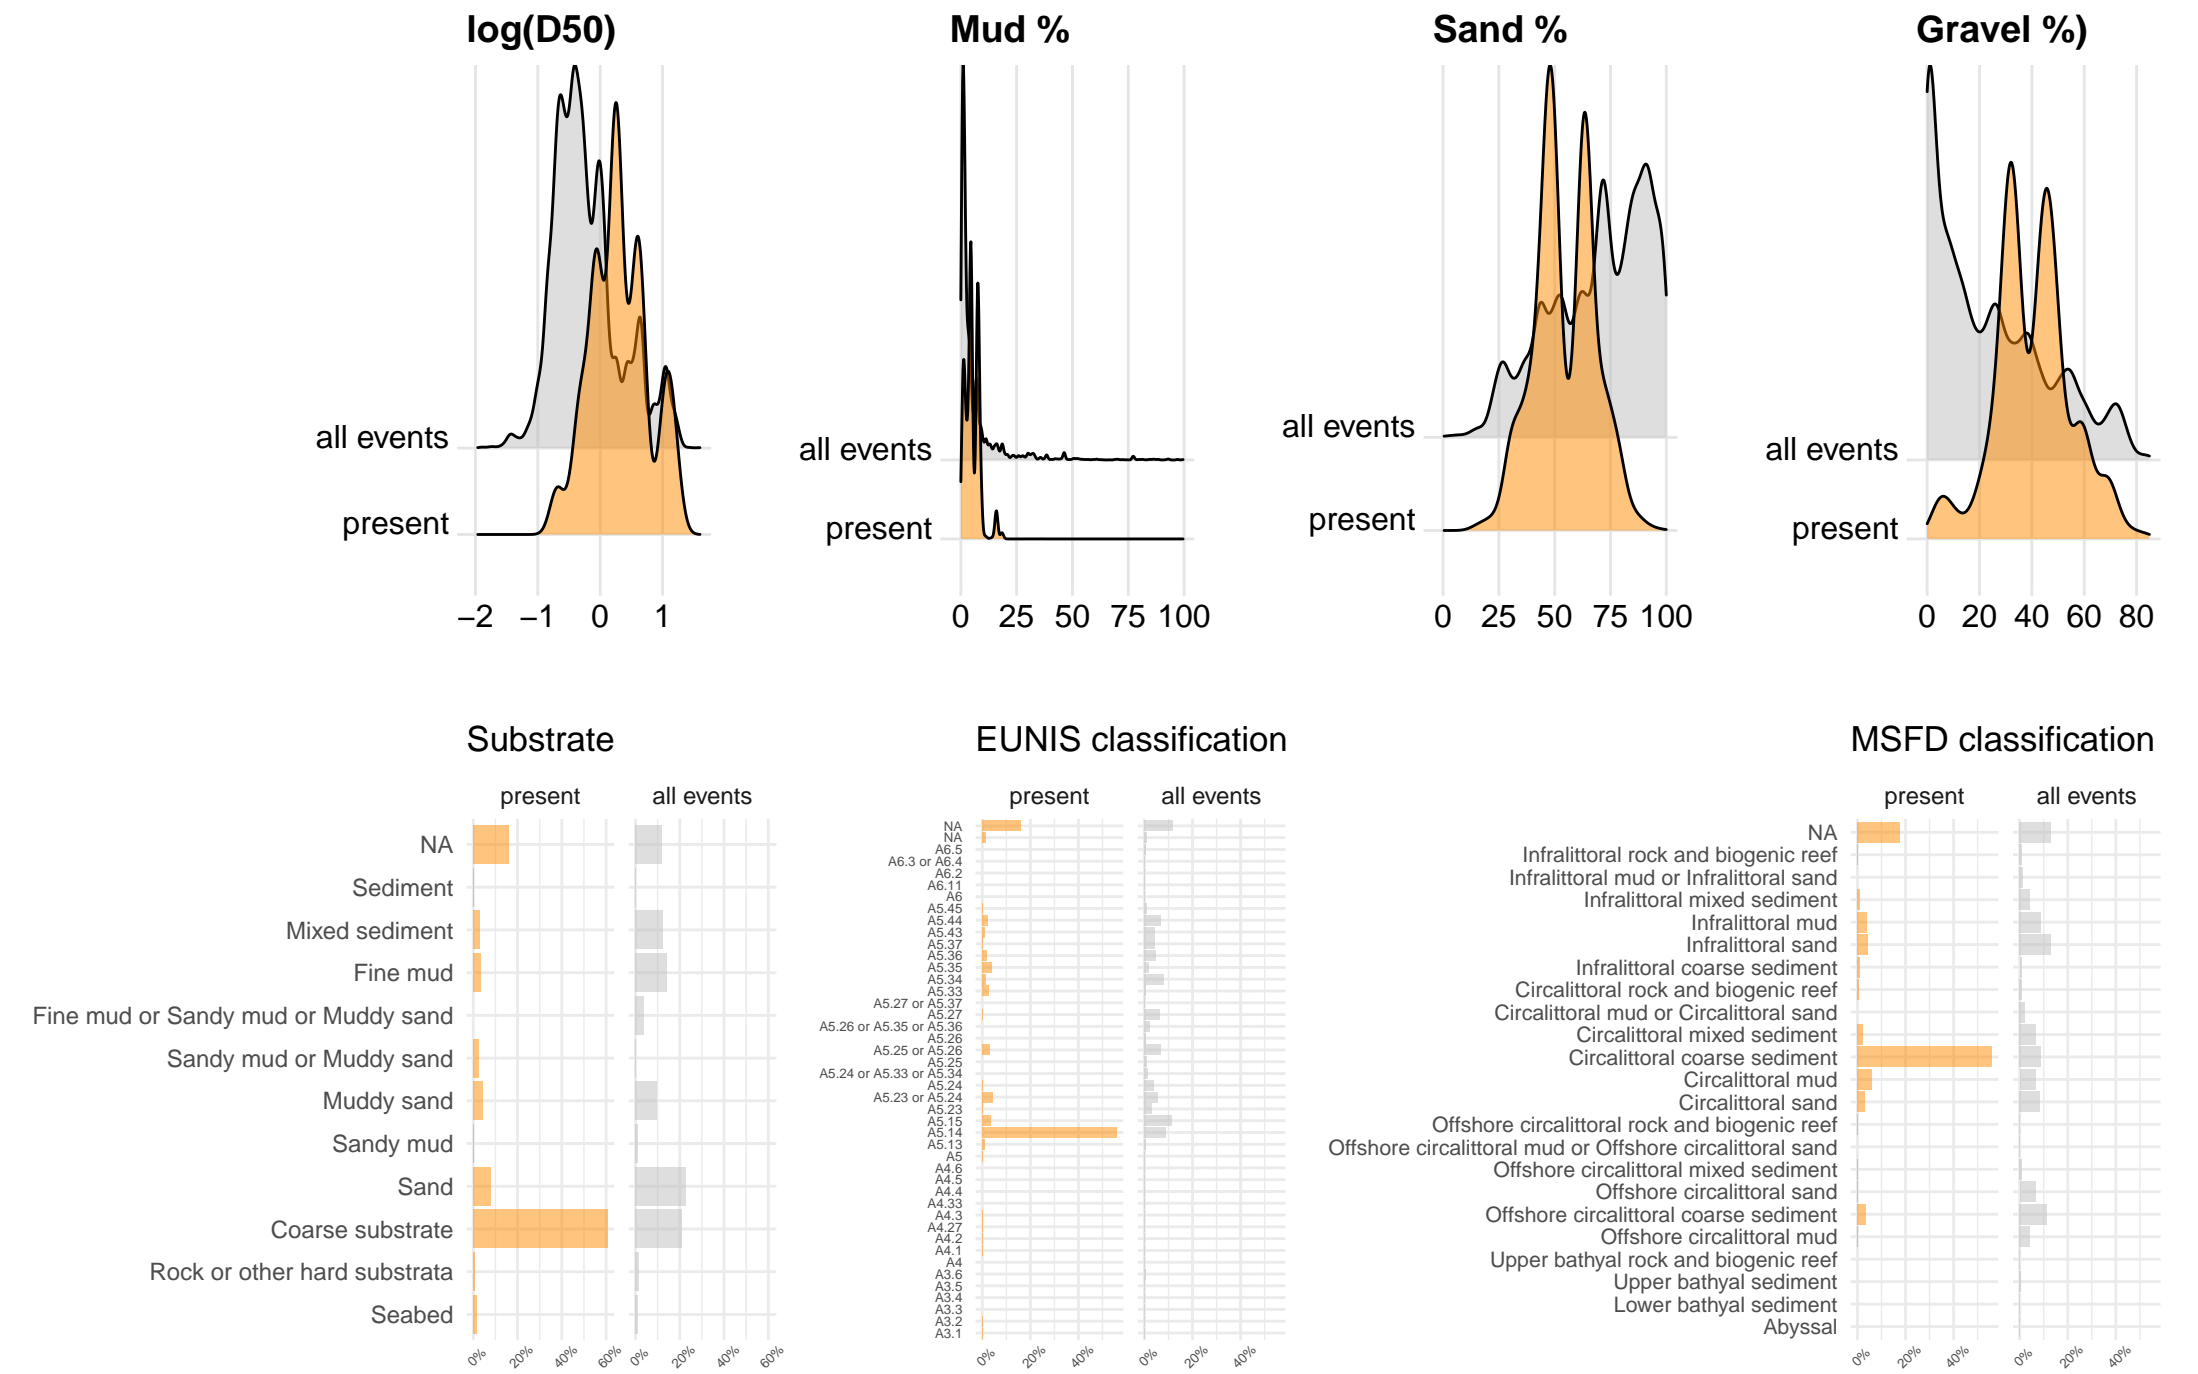 log(D50)
Mud %
Sand %
Gravel %)
all events
present
−2 −1 0 1
all events
present
0 25 50 75 100
all events
present
0 25 50 75 100
all events
present
0 20 40 60 80
Substrate
present all events
NA
Sediment
Mixed sediment
Fine mud
Fine mud or Sandy mud or Muddy sand
Sandy mud or Muddy sand
Muddy sand
Sandy mud
Sand
Coarse substrate
Rock or other hard substrata
Seabed
0% 20% 40% 60% 0% 20% 40% 60%
EUNIS classification
present all events
NA
NA
A6.5
A6.3 or A6.4
A6.2
A6.11
A6
A5.45
A5.44
A5.43
A5.37
A5.36
A5.35
A5.34
A5.33
A5.27 or A5.37
A5.27
A5.26 or A5.35 or A5.36
A5.26
A5.25 or A5.26
A5.25
A5.24 or A5.33 or A5.34
A5.24
A5.23 or A5.24
A5.23
A5.15
A5.14
A5.13
A5
A4.6
A4.5
A4.4
A4.33
A4.3
A4.27
A4.2
A4.1
A4
A3.6
A3.5
A3.4
A3.3
A3.2
A3.1
0% 20% 40% 0% 20% 40%
MSFD classification
present all events
NA
Infralittoral rock and biogenic reef
Infralittoral mud or Infralittoral sand
Infralittoral mixed sediment
Infralittoral mud
Infralittoral sand
Infralittoral coarse sediment
Circalittoral rock and biogenic reef
Circalittoral mud or Circalittoral sand
Circalittoral mixed sediment
Circalittoral coarse sediment
Circalittoral mud
Circalittoral sand
Offshore circalittoral rock and biogenic reef
Offshore circalittoral mud or Offshore circalittoral sand
Offshore circalittoral mixed sediment
Offshore circalittoral sand
Offshore circalittoral coarse sediment
Offshore circalittoral mud
Upper bathyal rock and biogenic reef
Upper bathyal sediment
Lower bathyal sediment
Abyssal
0% 20% 40% 0% 20% 40%